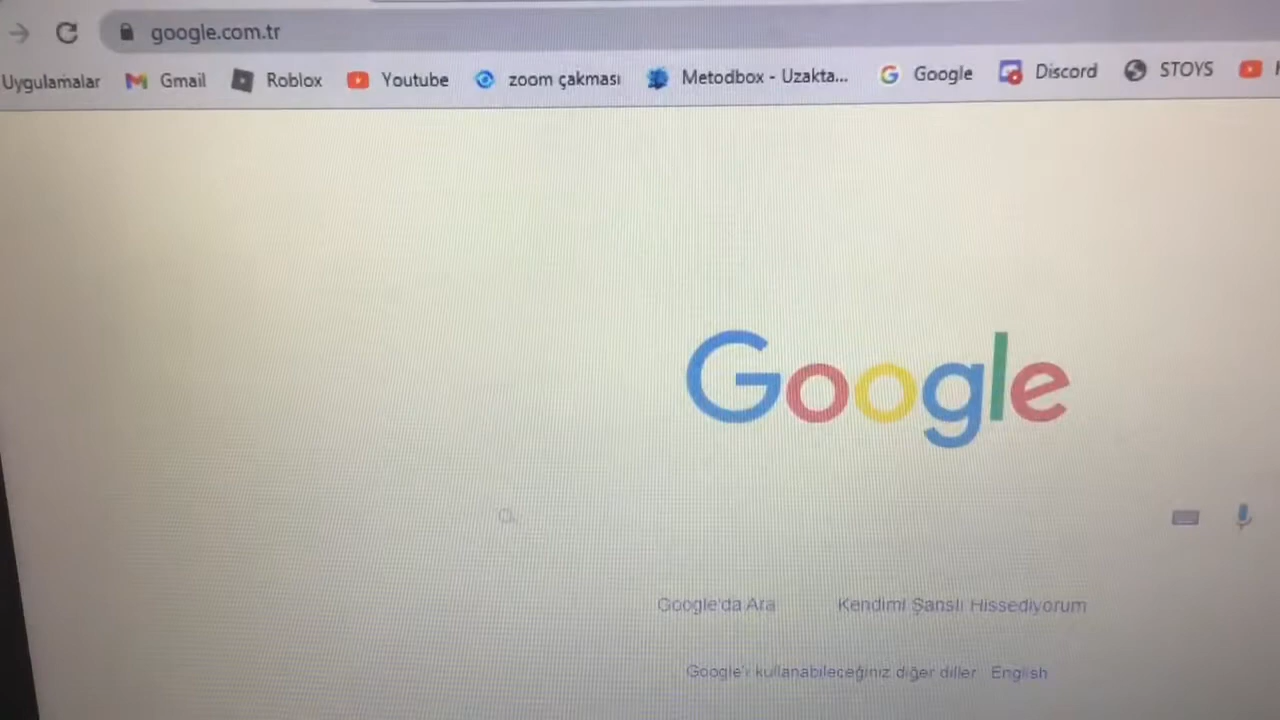 google.com.tr
Uygulamalar Gmail Roblox Youtube zoom çakması Metodbox - Uzakta... Google Discord STOYS
Google
Google'da Ara Kendimi Şanslı Hissediyorum
Google'ı kullanabileceğiniz diğer diller English